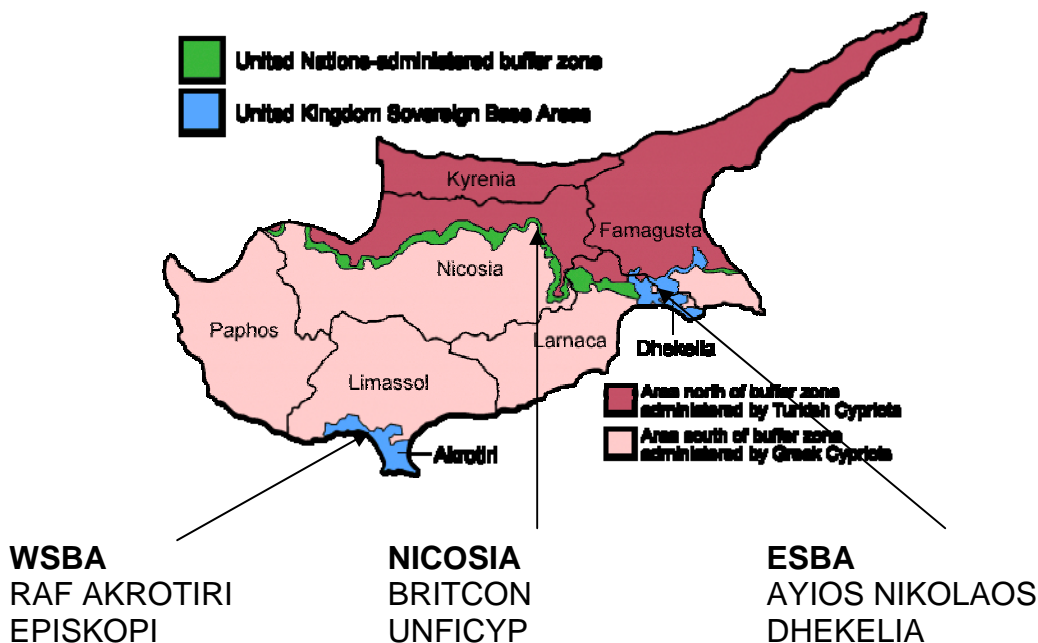 United Nations-administered buffer zone
United Kingdom Sovereign Base Areas
Kyrenia
Famagusta
Nicosia
Paphos
Larnaca
Dhekelia
Limassol
Area north of buffer zone
administered by Turkish Cypriots
Area south of buffer zone
administered by Greek Cypriots
Akrotiri
WSBA
RAF AKROTIRI
EPISKOPI
NICOSIA
BRITCON
UNFICYP
ESBA
AYIOS NIKOLAOS
DHEKELIA